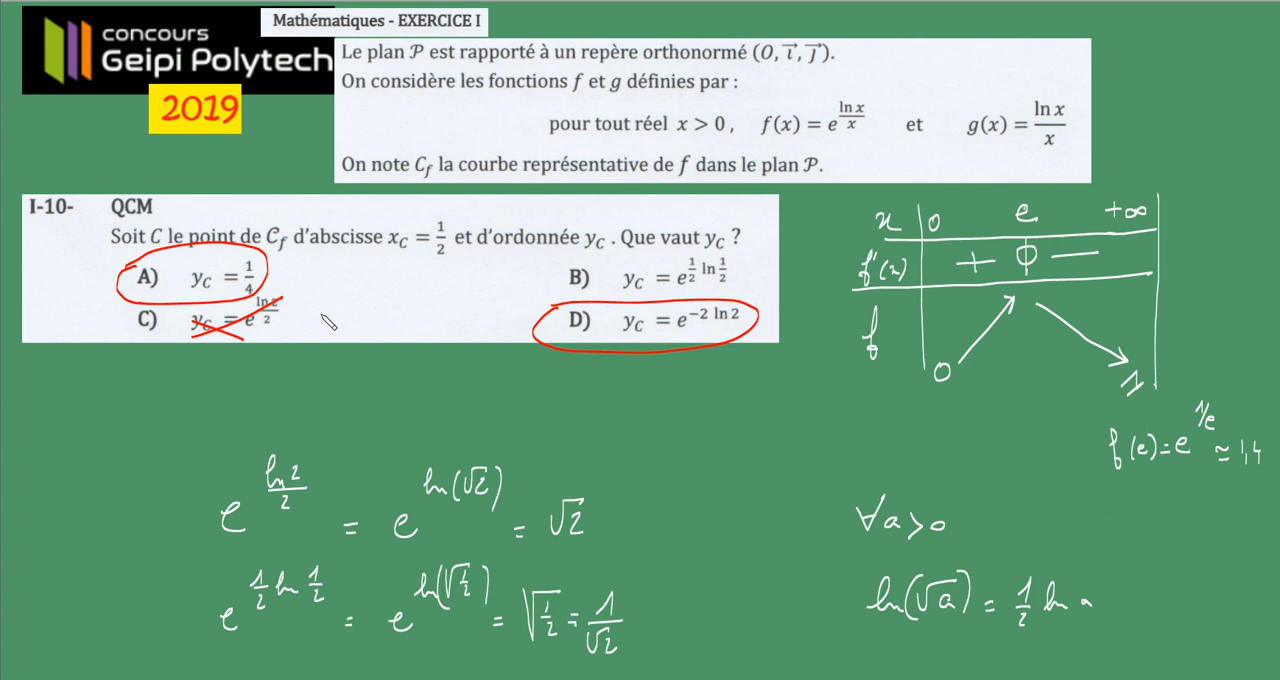 concours
Geipi Polytech
2019
Mathématiques - EXERCICE I
Le plan 𝒫 est rapporté à un repère orthonormé (O, i⃗, j⃗).
On considère les fonctions f et g définies par :
pour tout réel x > 0 , f(x) = e^(ln x / x) et g(x) = ln x / x
On note C_f la courbe représentative de f dans le plan 𝒫.
I-10- QCM
Soit C le point de C_f d'abscisse x_C = 1/2 et d'ordonnée y_C . Que vaut y_C ?
A) y_C = 1/4
B) y_C = e^(1/2 ln 1/2)
C) y_C = e^(ln 2 / 2)
D) y_C = e^(−2 ln 2)
x 0 e +∞
f'(x) + 0 −
f 0 1
f(e) = e^(1/e) ≃ 1,4
e^(ln 2 / 2) = e^(ln(√2)) = √2
e^(1/2 ln 1/2) = e^(ln(√(1/2))) = √(1/2) = 1/√2
∀a>0
ln(√a) = 1/2 ln